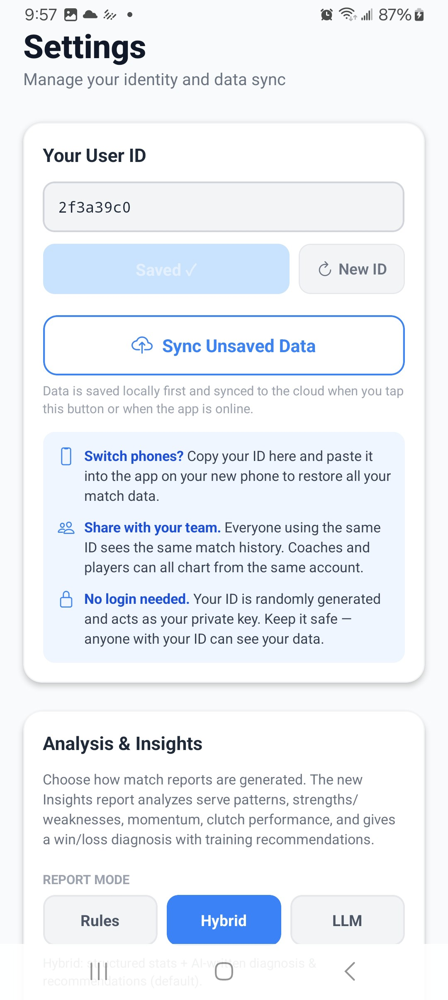 9:57
87%
Settings
Manage your identity and data sync
Your User ID
2f3a39c0
Saved ✓
New ID
Sync Unsaved Data
Data is saved locally first and synced to the cloud when you tap
this button or when the app is online.
Switch phones? Copy your ID here and paste it
into the app on your new phone to restore all your
match data.
Share with your team. Everyone using the same
ID sees the same match history. Coaches and
players can all chart from the same account.
No login needed. Your ID is randomly generated
and acts as your private key. Keep it safe —
anyone with your ID can see your data.
Analysis & Insights
Choose how match reports are generated. The new
Insights report analyzes serve patterns, strengths/
weaknesses, momentum, clutch performance, and gives
a win/loss diagnosis with training recommendations.
REPORT MODE
Rules
Hybrid
LLM
Hybrid: structured stats + AI-written diagnosis &
recommendations (default).